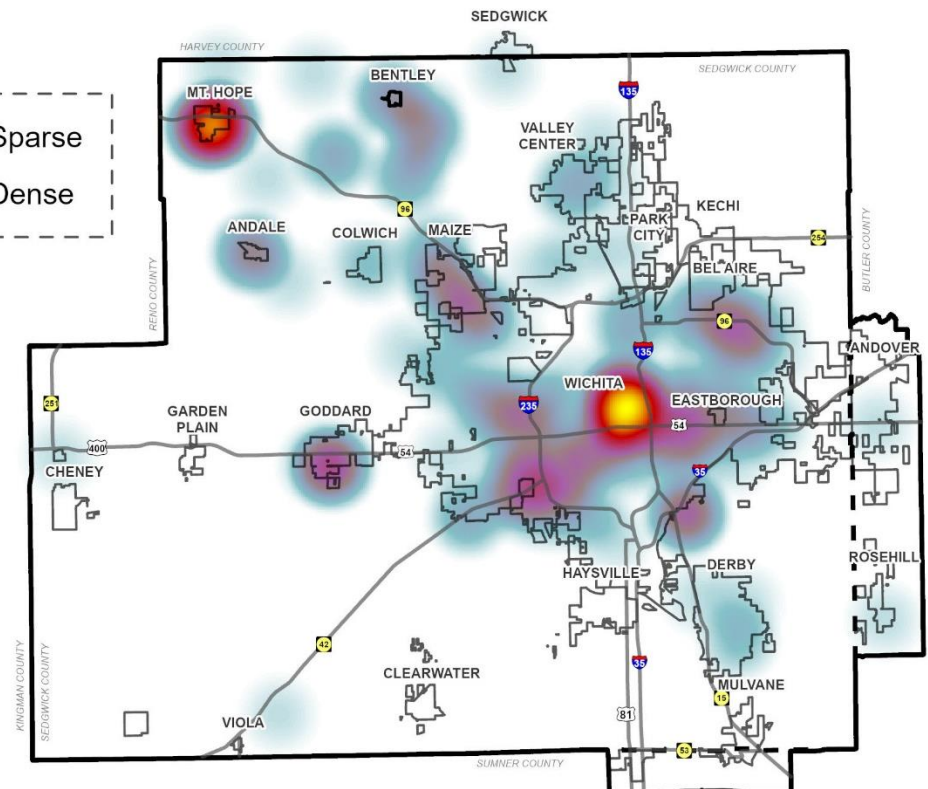 SEDGWICK
HARVEY COUNTY
SEDGWICK COUNTY
BENTLEY
MT. HOPE
135
Sparse
Dense
VALLEY
CENTER
96
KECHI
PARK
CITY
ANDALE
COLWICH
MAIZE
254
BEL AIRE
BUTLER COUNTY
RENO COUNTY
96
135
ANDOVER
WICHITA
EASTBOROUGH
251
235
GARDEN
PLAIN
GODDARD
54
400
54
CHENEY
35
HAYSVILLE
DERBY
ROSEHILL
42
KINGMAN COUNTY
SEDGWICK COUNTY
35
CLEARWATER
MULVANE
15
81
VIOLA
53
SUMNER COUNTY